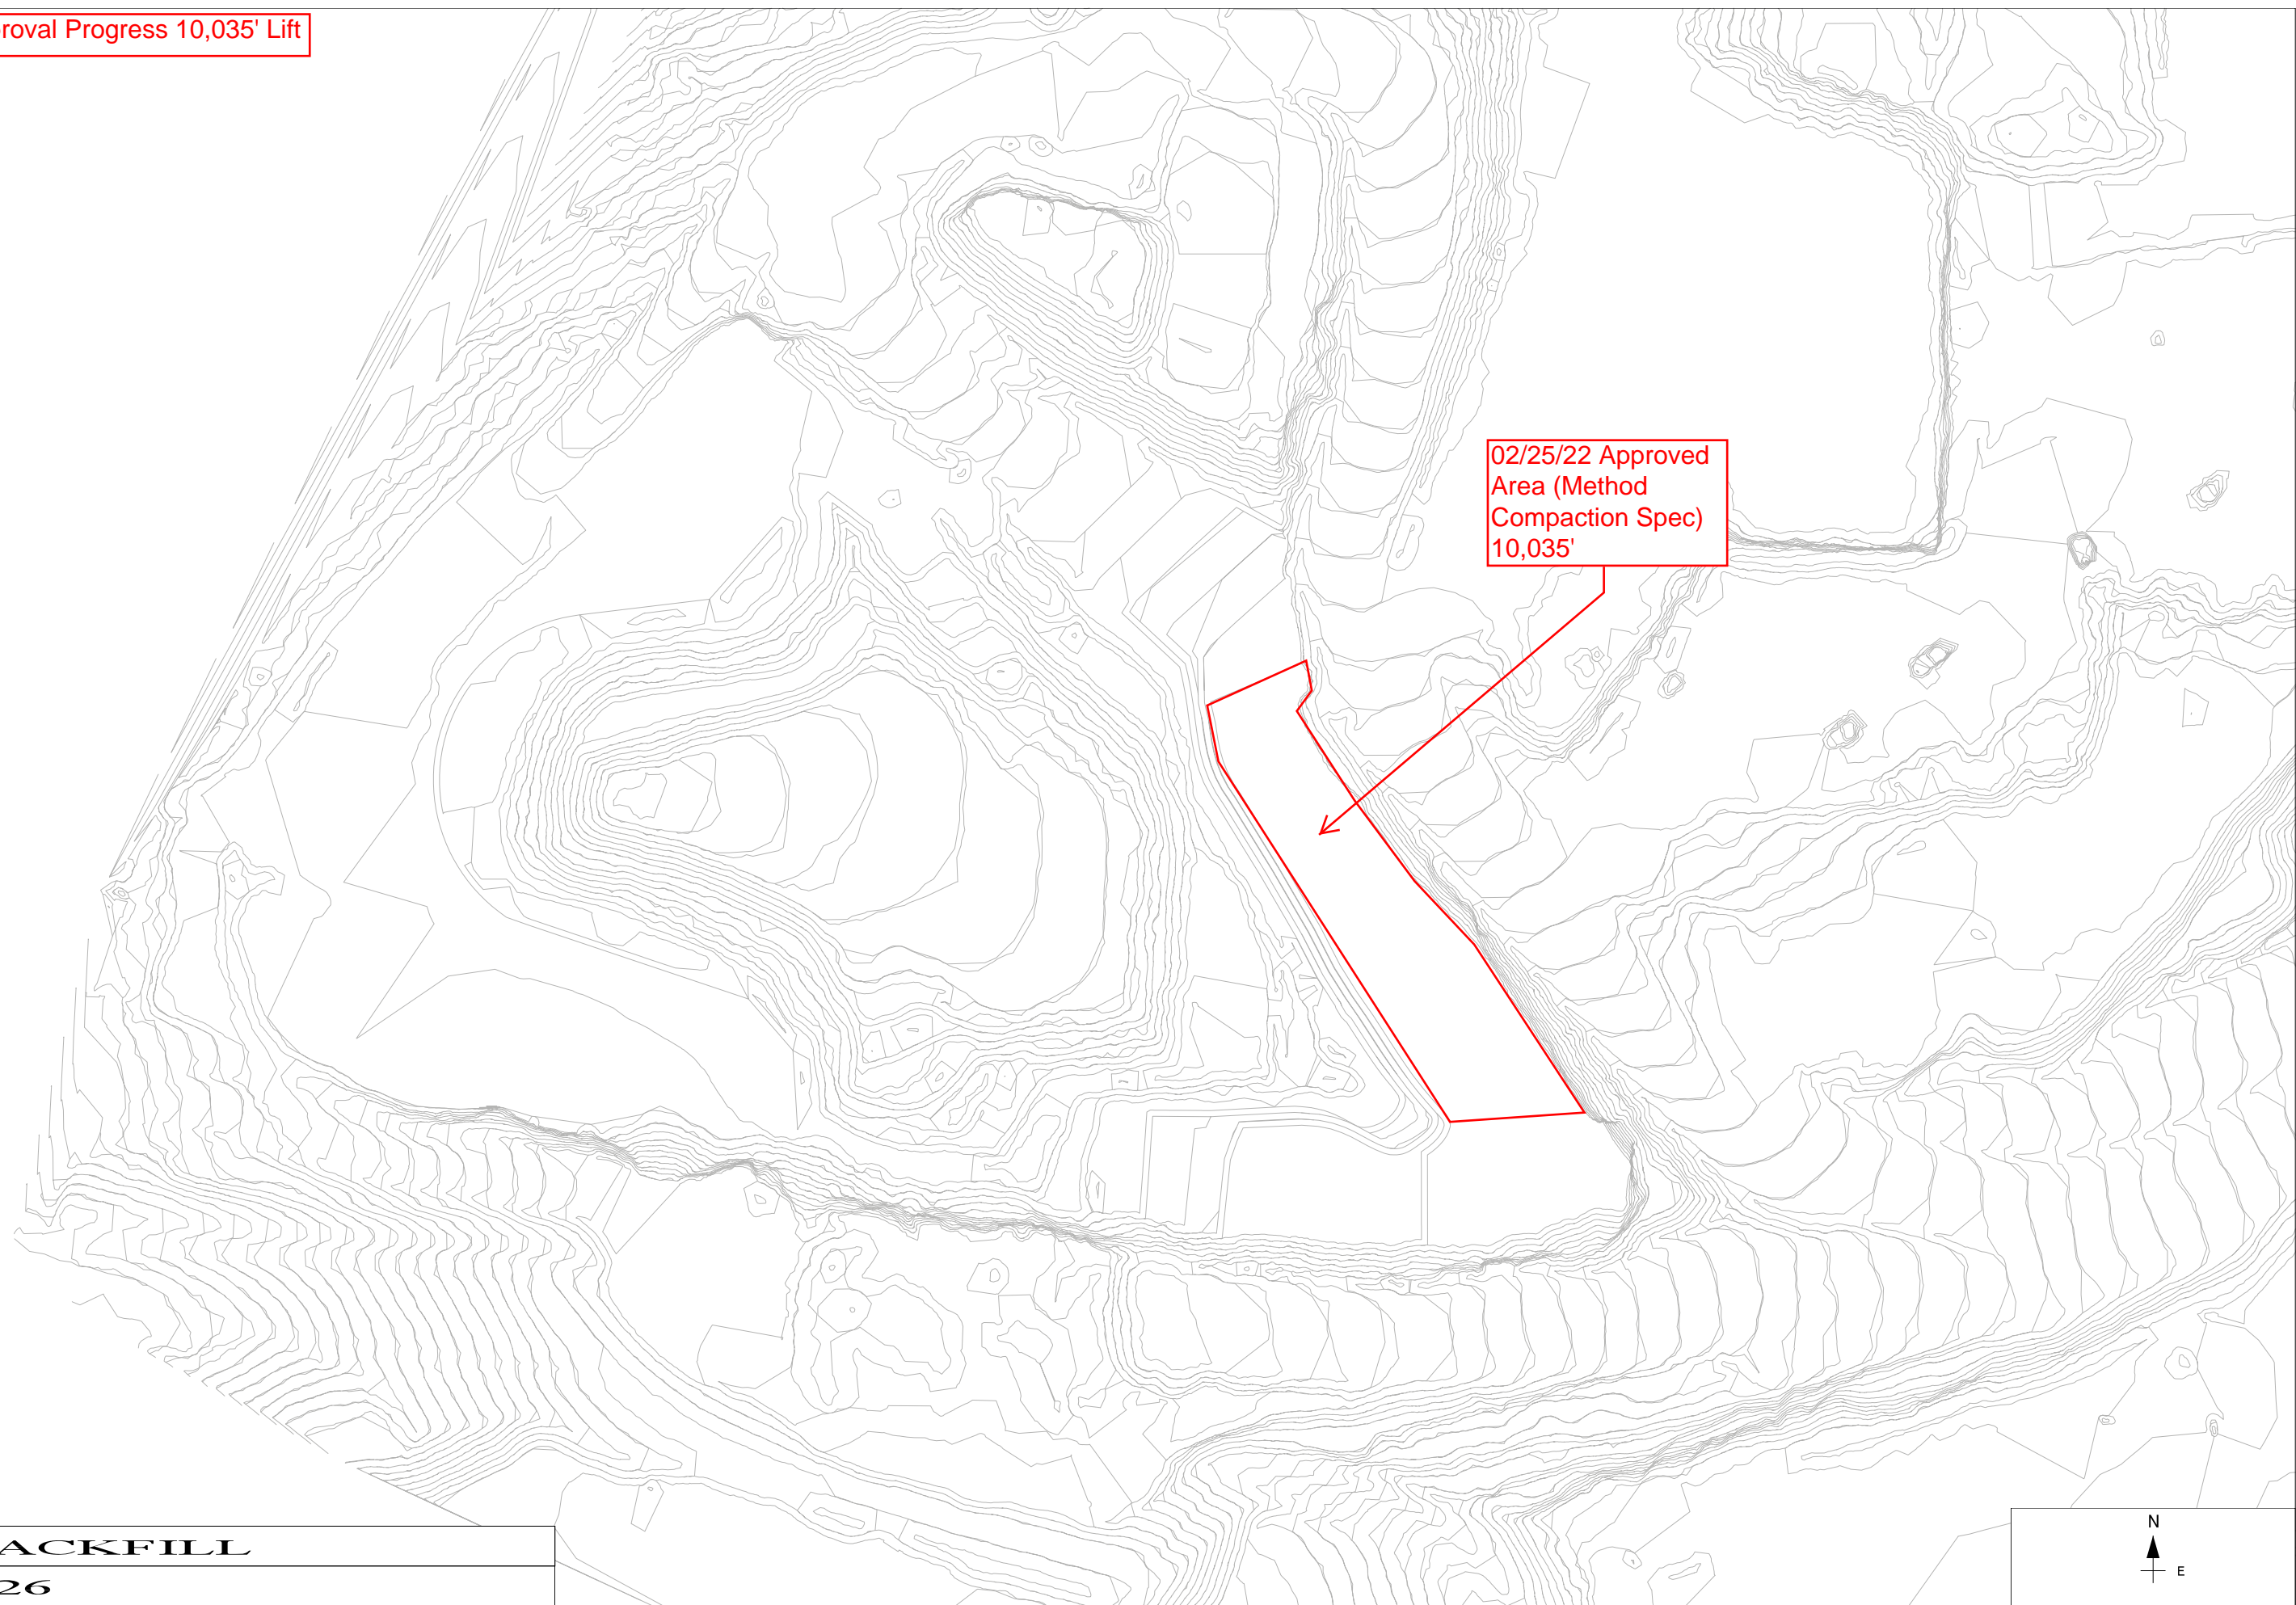 roval Progress 10,035' Lift
02/25/22 Approved
Area (Method
Compaction Spec)
10,035'
ACKFILL
26
N
E